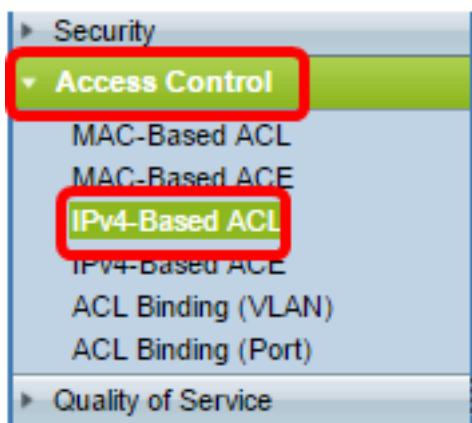 Security
Access Control
MAC-Based ACL
MAC-Based ACE
IPv4-Based ACL
IPv4-Based ACE
ACL Binding (VLAN)
ACL Binding (Port)
Quality of Service